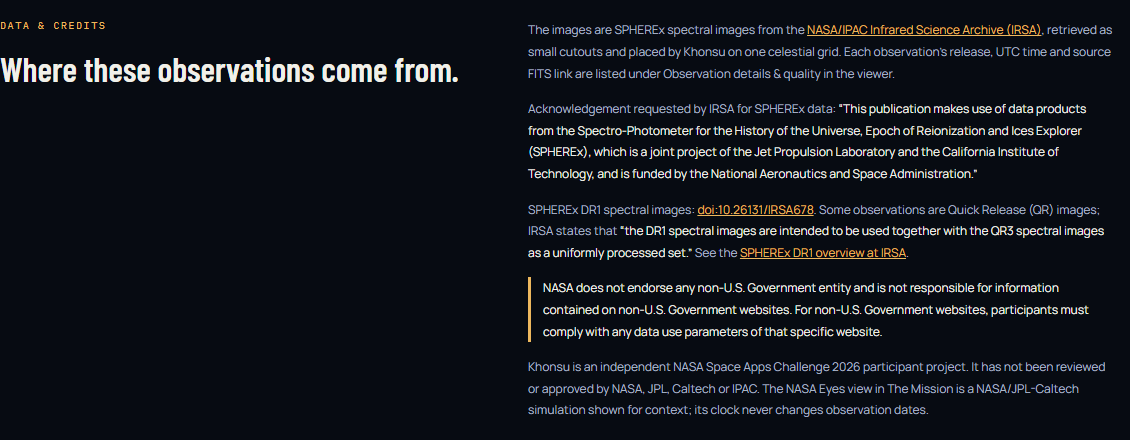 DATA & CREDITS
Where these observations come from.
The images are SPHEREx spectral images from the NASA/IPAC Infrared Science Archive (IRSA), retrieved as
small cutouts and placed by Khonsu on one celestial grid. Each observation's release, UTC time and source
FITS link are listed under Observation details & quality in the viewer.
Acknowledgement requested by IRSA for SPHEREx data: "This publication makes use of data products
from the Spectro-Photometer for the History of the Universe, Epoch of Reionization and Ices Explorer
(SPHEREx), which is a joint project of the Jet Propulsion Laboratory and the California Institute of
Technology, and is funded by the National Aeronautics and Space Administration."
SPHEREx DR1 spectral images: doi:10.26131/IRSA678. Some observations are Quick Release (QR) images;
IRSA states that "the DR1 spectral images are intended to be used together with the QR3 spectral images
as a uniformly processed set." See the SPHEREx DR1 overview at IRSA.
NASA does not endorse any non-U.S. Government entity and is not responsible for information
contained on non-U.S. Government websites. For non-U.S. Government websites, participants must
comply with any data use parameters of that specific website.
Khonsu is an independent NASA Space Apps Challenge 2026 participant project. It has not been reviewed
or approved by NASA, JPL, Caltech or IPAC. The NASA Eyes view in The Mission is a NASA/JPL-Caltech
simulation shown for context; its clock never changes observation dates.